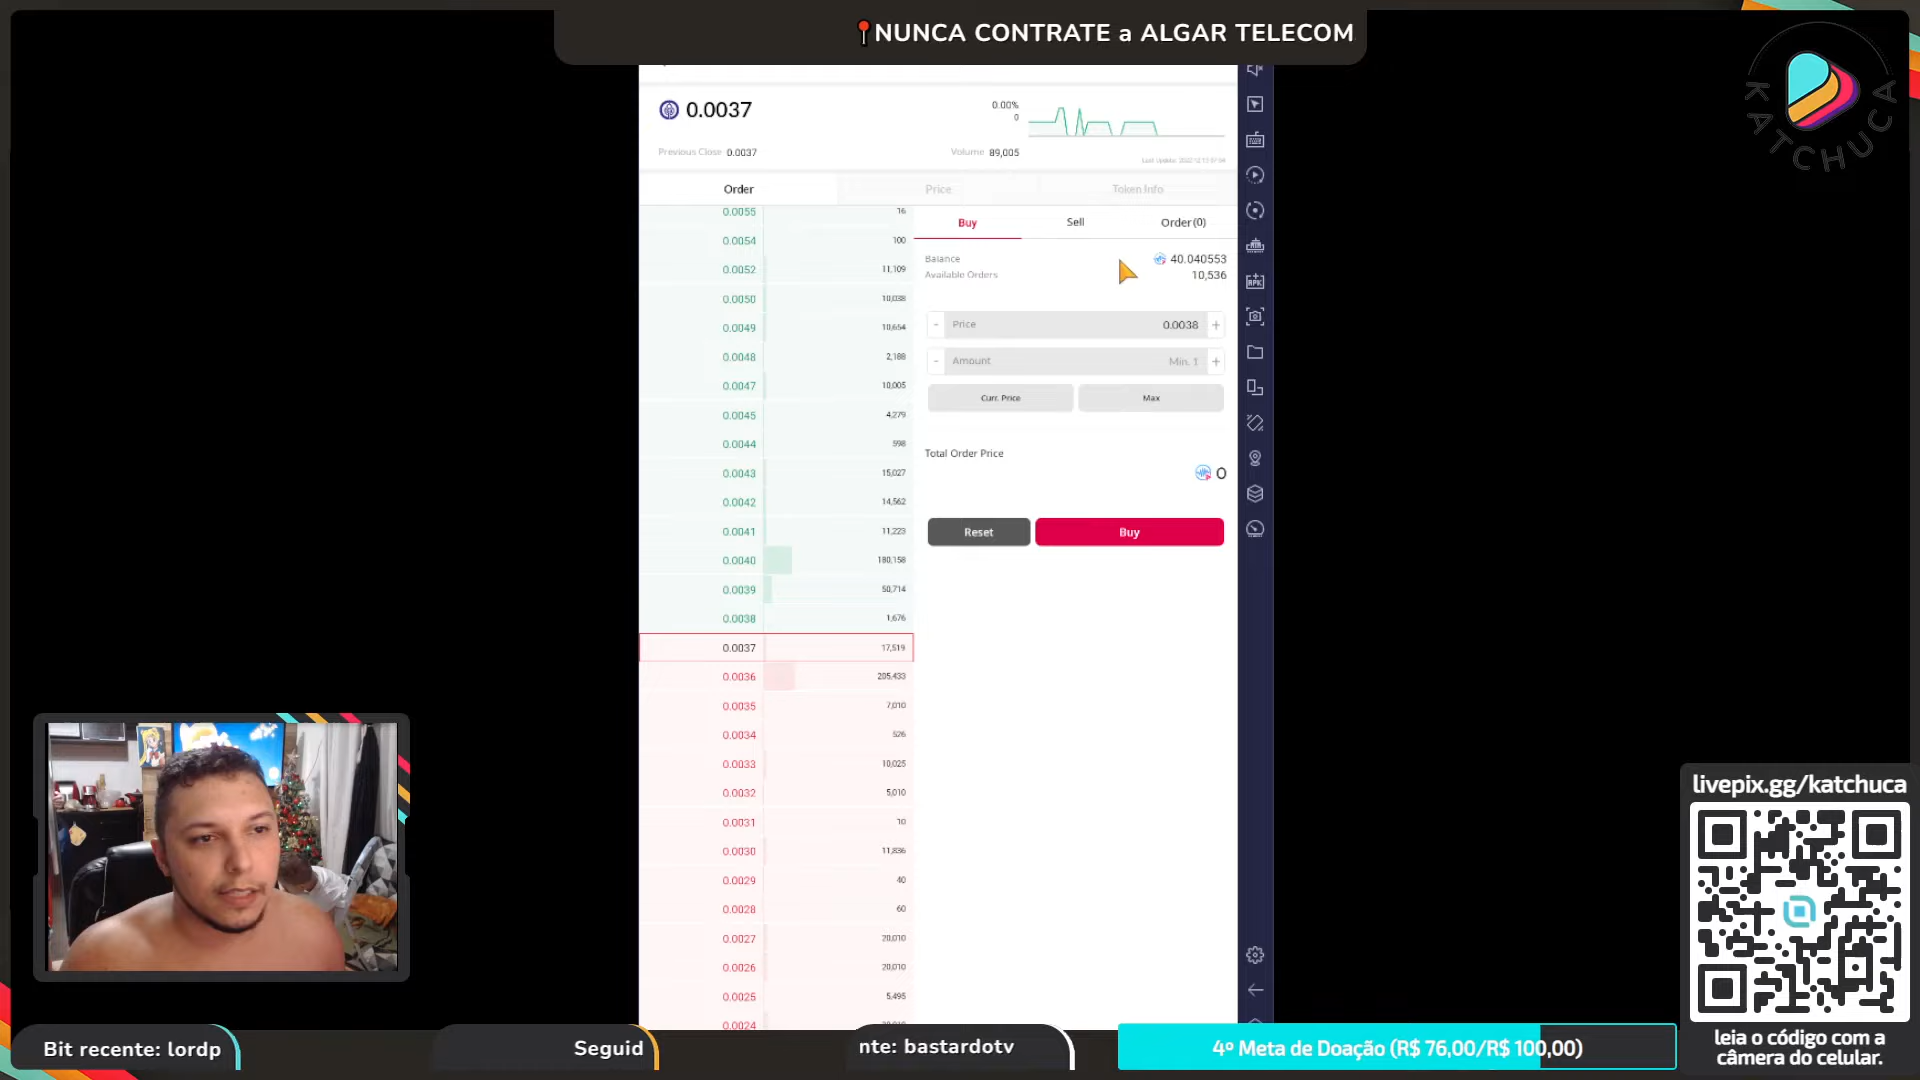 📍NUNCA CONTRATE a ALGAR TELECOM
KATCHUCA
0.0037
0.00%
0
Previous Close 0.0037
Volume 89,005
Order
Price
Token Info
0.0055 16
0.0054 100
0.0052 11,109
0.0050 10,038
0.0049 10,654
0.0048 2,188
0.0047 10,005
0.0045 4,279
0.0044 598
0.0043 15,027
0.0042 14,562
0.0041 11,223
0.0040 180,158
0.0039 50,714
0.0038 1,676
0.0037 17,519
0.0036 205,433
0.0035 7,010
0.0034 526
0.0033 10,025
0.0032 5,010
0.0031 10
0.0030 11,836
0.0029 40
0.0028 60
0.0027 20,010
0.0026 20,010
0.0025 5,495
0.0024
Buy
Sell
Order(0)
Balance 40.040553
Available Orders 10,536
- Price 0.0038 +
- Amount Min. 1 +
Curr. Price
Max
Total Order Price
0
Reset
Buy
livepix.gg/katchuca
leia o código com a
câmera do celular.
Bit recente: lordp
Seguid
nte: bastardotv
4º Meta de Doação (R$ 76,00/R$ 100,00)